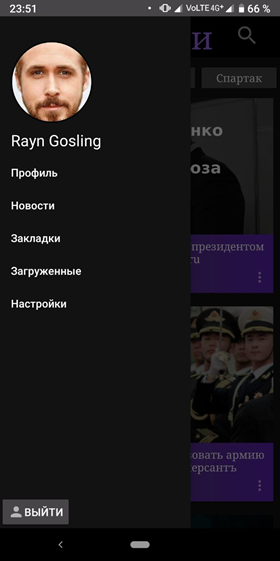 23:51
VoLTE 4G+ 66 %
и
Спартак
Rayn Gosling
нко
Профиль
оза
Новости
Закладки
президентом
ru
Загруженные
Настройки
овать армию
мерсантъ
ВЫЙТИ